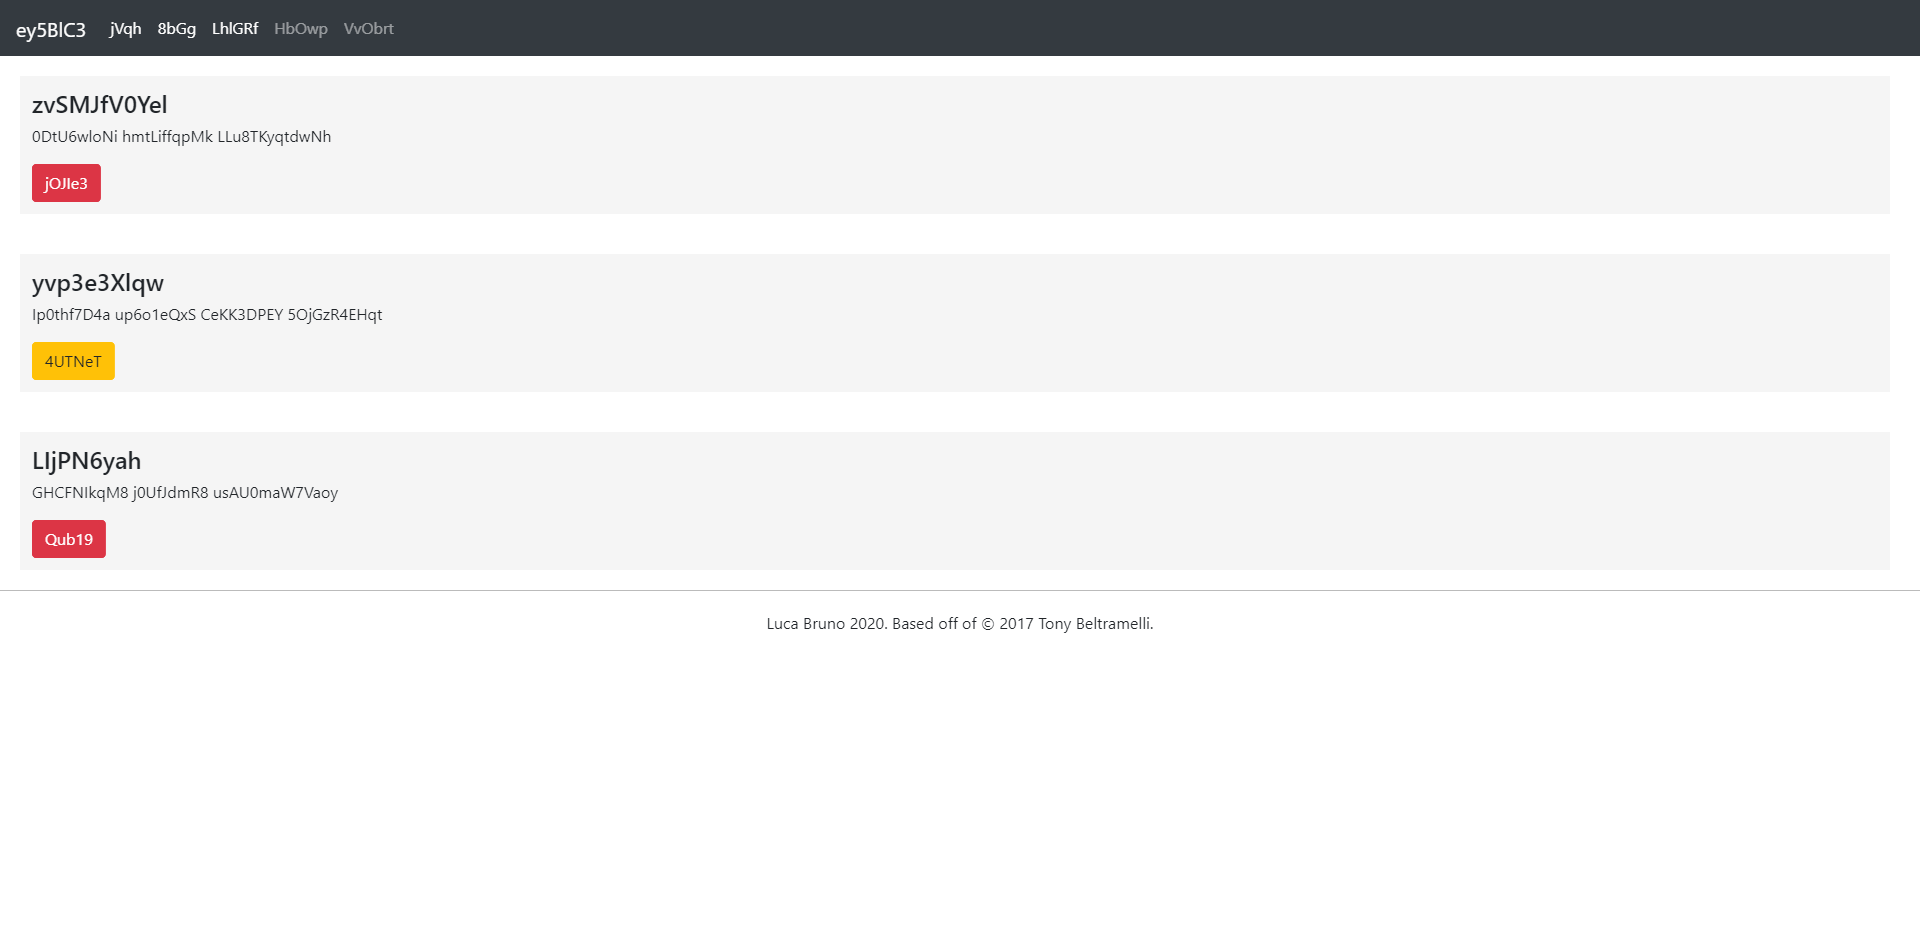 ey5BlC3 jVqh 8bGg LhlGRf HbOwp VvObrt
zvSMJfV0Yel
0DtU6wloNi hmtLiffqpMk LLu8TKyqtdwNh
jOJIe3
yvp3e3Xlqw
Ip0thf7D4a up6o1eQxS CeKK3DPEY 5OjGzR4EHqt
4UTNeT
LIjPN6yah
GHCFNIkqM8 j0UfJdmR8 usAU0maW7Vaoy
Qub19
Luca Bruno 2020. Based off of © 2017 Tony Beltramelli.